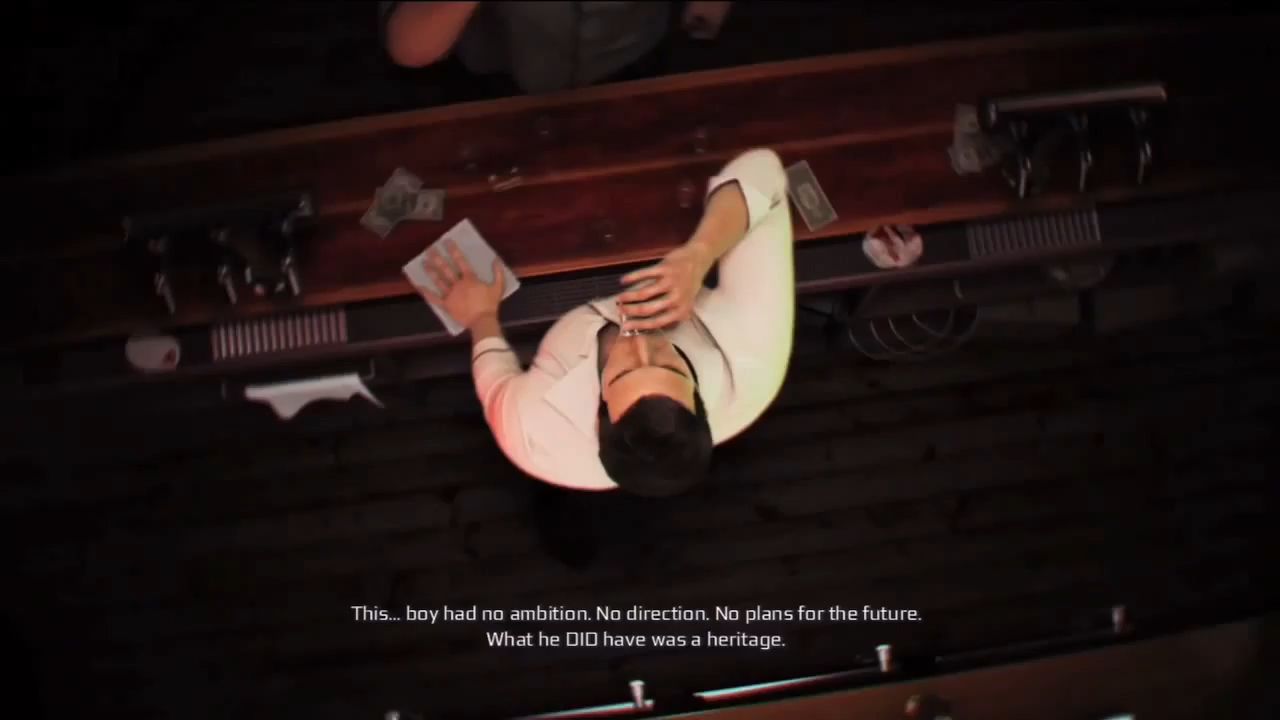 This... boy had no ambition. No direction. No plans for the future.
What he DID have was a heritage.